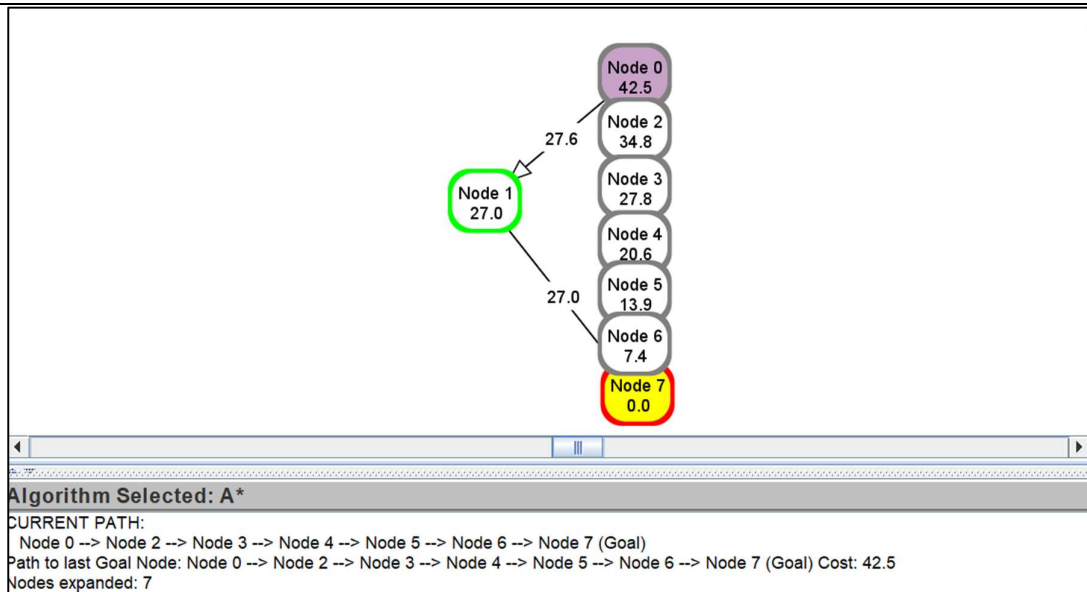 Node 0
42.5
27.6
Node 2
34.8
Node 1
27.0
Node 3
27.8
Node 4
20.6
27.0
Node 5
13.9
Node 6
7.4
Node 7
0.0
Algorithm Selected: A*
CURRENT PATH:
Node 0 --> Node 2 --> Node 3 --> Node 4 --> Node 5 --> Node 6 --> Node 7 (Goal)
Path to last Goal Node: Node 0 --> Node 2 --> Node 3 --> Node 4 --> Node 5 --> Node 6 --> Node 7 (Goal) Cost: 42.5
Nodes expanded: 7